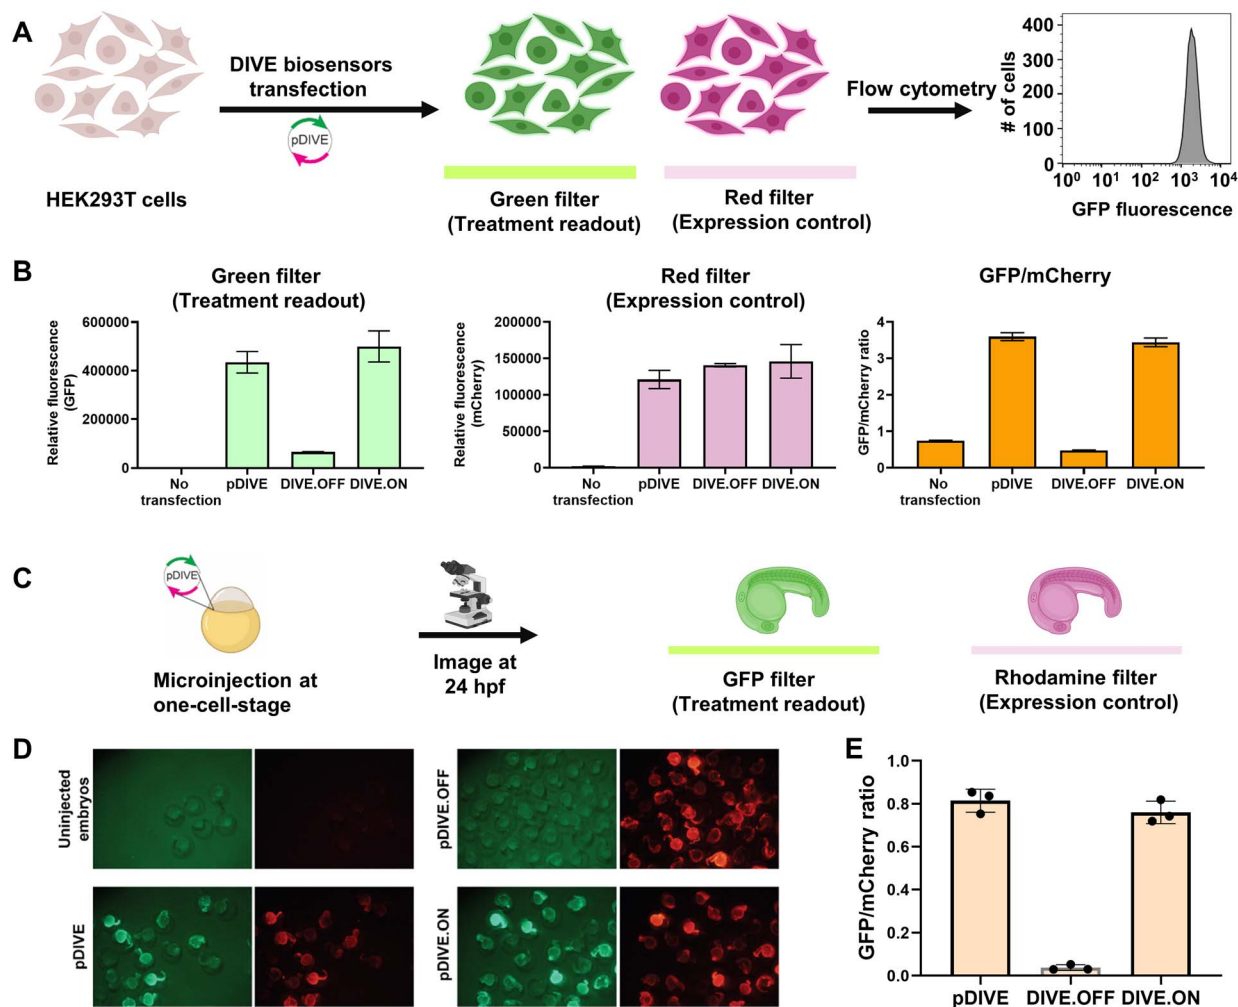 A
DIVE biosensors
transfection
pDIVE
HEK293T cells
Green filter
(Treatment readout)
Red filter
(Expression control)
Flow cytometry
# of cells
400
300
200
100
0
10⁰ 10¹ 10² 10³ 10⁴
GFP fluorescence
B
Green filter
(Treatment readout)
Relative fluorescence
(GFP)
600000
400000
200000
0
No
transfection
pDIVE
DIVE.OFF
DIVE.ON
Red filter
(Expression control)
Relative fluorescence
(mCherry)
200000
150000
100000
50000
0
No
transfection
pDIVE
DIVE.OFF
DIVE.ON
GFP/mCherry
GFP/mCherry ratio
4
3
2
1
0
No
transfection
pDIVE
DIVE.OFF
DIVE.ON
C
pDIVE
Microinjection at
one-cell-stage
Image at
24 hpf
GFP filter
(Treatment readout)
Rhodamine filter
(Expression control)
D
Uninjected
embryos
pDIVE.OFF
pDIVE
pDIVE.ON
E
GFP/mCherry ratio
1.0
0.8
0.6
0.4
0.2
0.0
pDIVE
DIVE.OFF
DIVE.ON